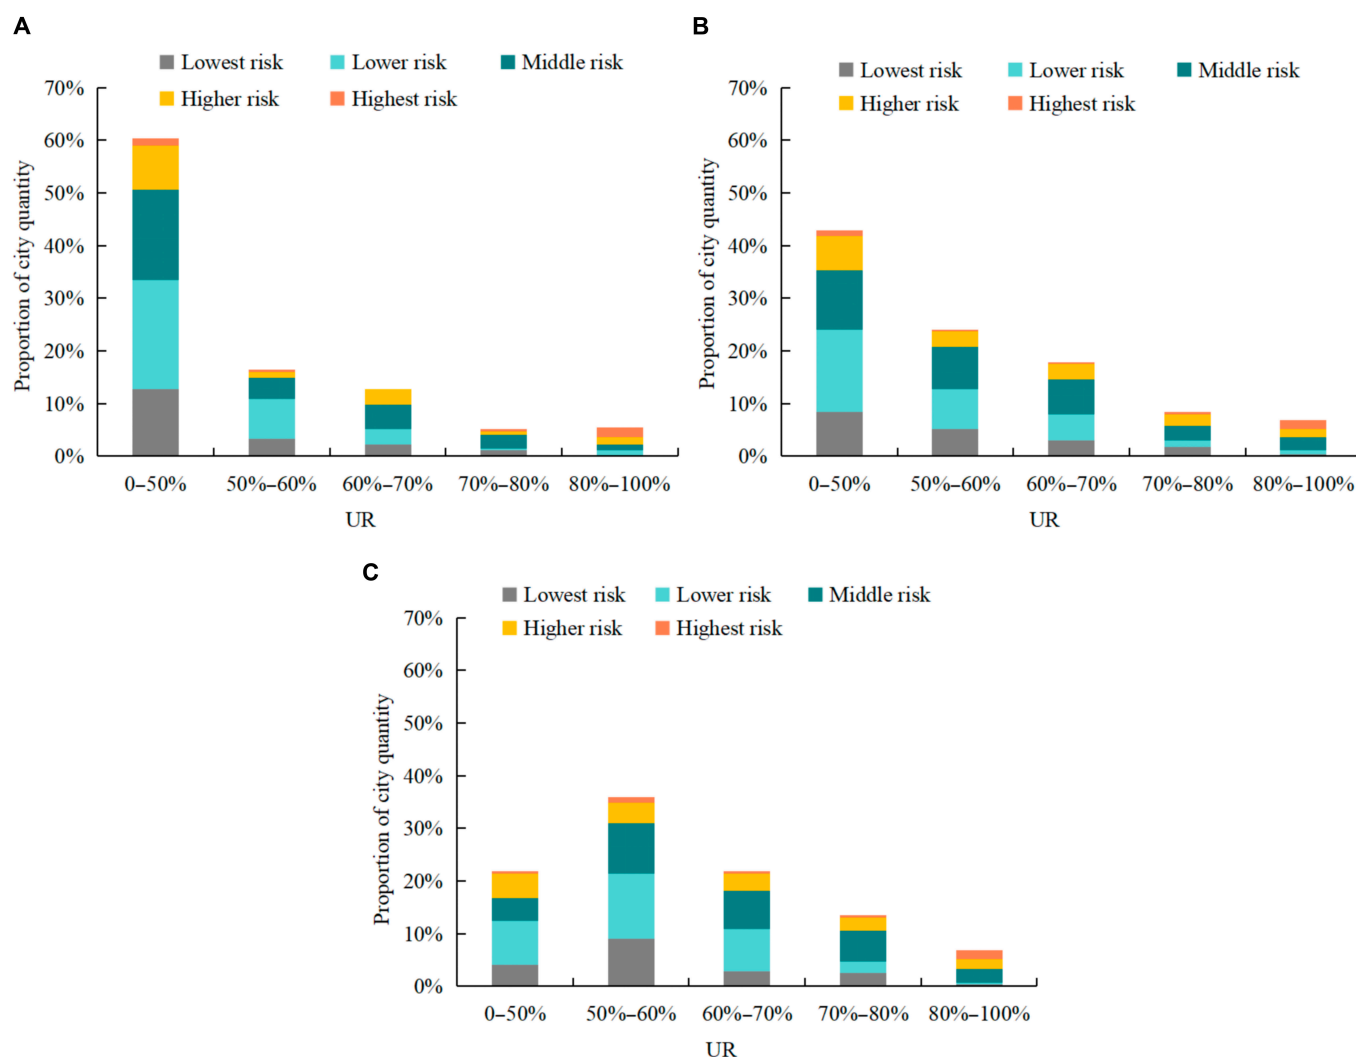 A
Lowest risk Lower risk Middle risk
Higher risk Highest risk
70%
60%
50%
40%
30%
20%
10%
0%
Proportion of city quantity
0–50% 50%–60% 60%–70% 70%–80% 80%–100%
UR
B
Lowest risk Lower risk Middle risk
Higher risk Highest risk
70%
60%
50%
40%
30%
20%
10%
0%
Proportion of city quantity
0–50% 50%–60% 60%–70% 70%–80% 80%–100%
UR
C
Lowest risk Lower risk Middle risk
Higher risk Highest risk
70%
60%
50%
40%
30%
20%
10%
0%
Proportion of city quantity
0–50% 50%–60% 60%–70% 70%–80% 80%–100%
UR